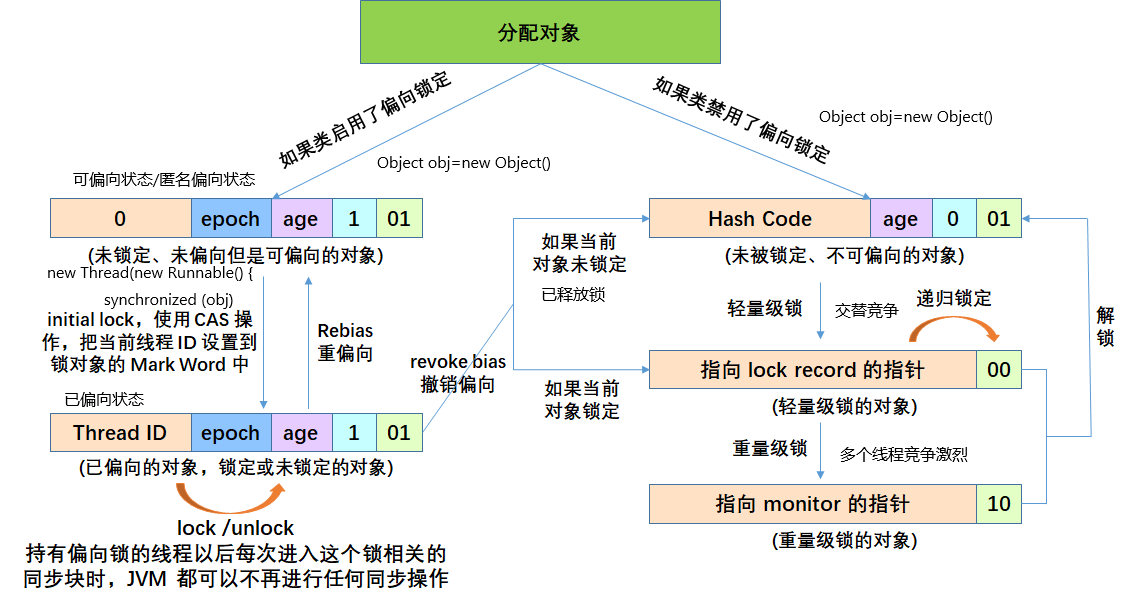 分配对象
如果类启用了偏向锁定
Object obj=new Object()
如果类禁用了偏向锁定
Object obj=new Object()
可偏向状态/匿名偏向状态
0 epoch age 1 01
(未锁定、未偏向但是可偏向的对象)
new Thread(new Runnable() {
synchronized (obj)
initial lock，使用 CAS 操
作，把当前线程 ID 设置到
锁对象的 Mark Word 中
Rebias
重偏向
已偏向状态
Thread ID epoch age 1 01
(已偏向的对象，锁定或未锁定的对象)
lock /unlock
持有偏向锁的线程以后每次进入这个锁相关的
同步块时，JVM 都可以不再进行任何同步操作
revoke bias
撤销偏向
如果当前
对象未锁定
已释放锁
如果当前
对象锁定
Hash Code age 0 01
(未被锁定、不可偏向的对象)
轻量级锁
交替竞争
递归锁定
解
锁
指向 lock record 的指针 00
(轻量级锁的对象)
重量级锁
多个线程竞争激烈
指向 monitor 的指针 10
(重量级锁的对象)